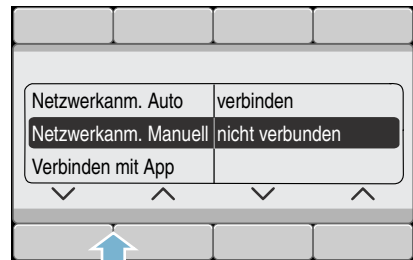 Netzwerkanm. Auto verbinden
Netzwerkanm. Manuell nicht verbunden
Verbinden mit App